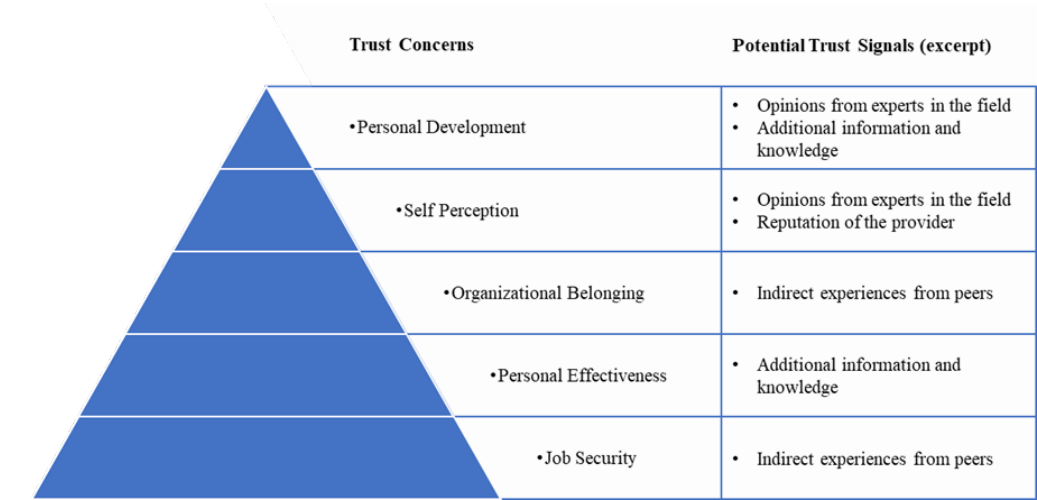 Trust Concerns
Potential Trust Signals (excerpt)
•Personal Development
• Opinions from experts in the field
• Additional information and
knowledge
•Self Perception
• Opinions from experts in the field
• Reputation of the provider
•Organizational Belonging
• Indirect experiences from peers
•Personal Effectiveness
• Additional information and
knowledge
•Job Security
• Indirect experiences from peers